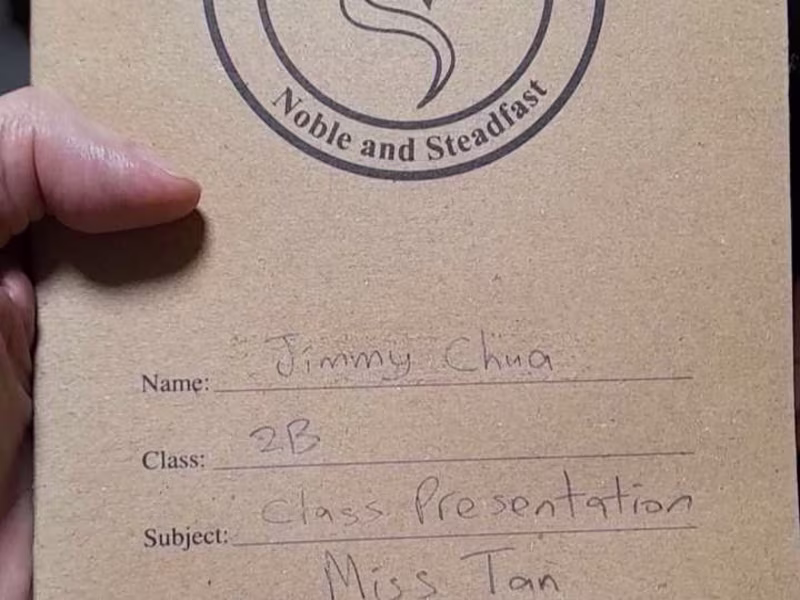 Noble and Steadfast
Name: Jimmy Chua
Class: 2B
Subject: Class Presentation
Miss Tan